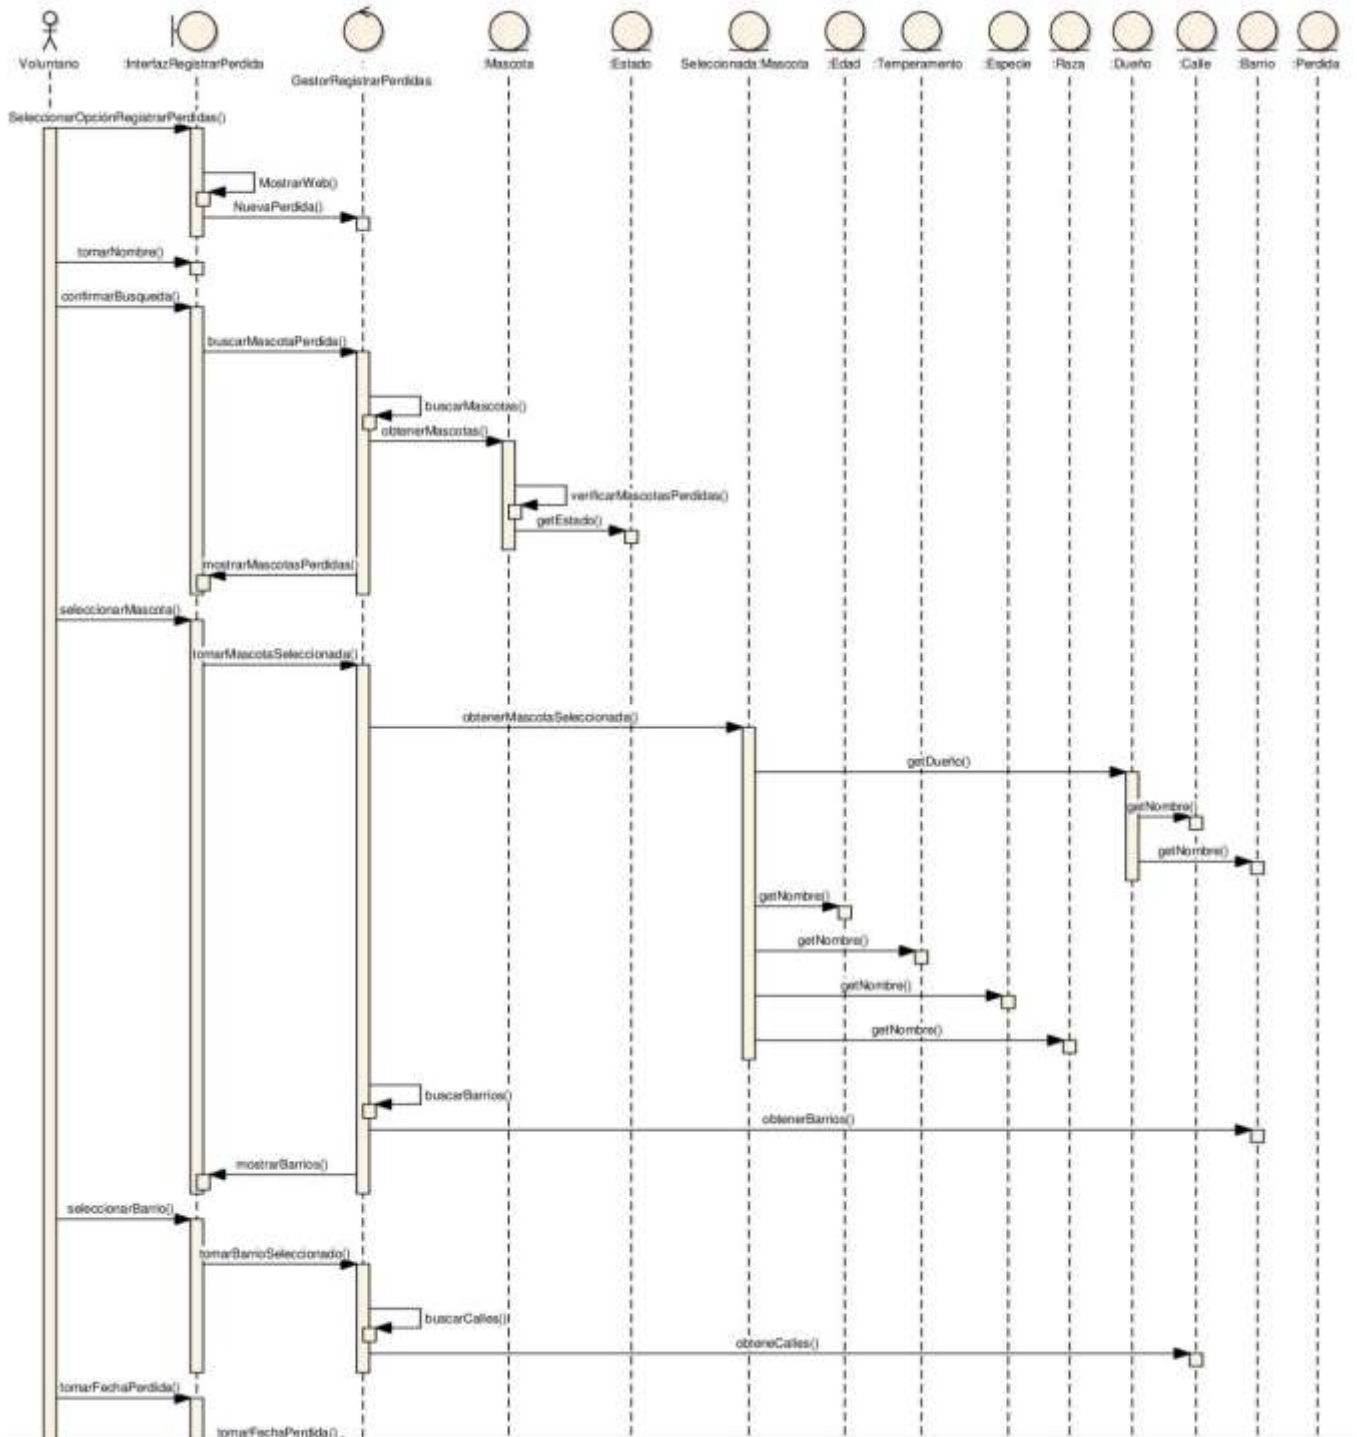 Voluntario
:InterfazRegistrarPerdida
GestorRegistrarPerdidas
:Mascota
:Estado
Seleccionada:Mascota
:Edad
:Temperamento
:Especie
:Raza
:Dueño
:Calle
:Barrio
:Perdida
SeleccionarOpciónRegistrarPerdidas()
MostrarWeb()
NuevaPerdida()
tomarNombre()
confirmarBusqueda()
buscarMascotaPerdida()
buscarMascotas()
obtenerMascotas()
verificarMascotasPerdidas()
getEstado()
mostrarMascotasPerdidas()
seleccionarMascota()
tomarMascotaSeleccionada()
obtenerMascotaSeleccionada()
getDueño()
getNombre()
getNombre()
getNombre()
getNombre()
getNombre()
getNombre()
buscarBarrios()
obtenerBarrios()
mostrarBarrios()
seleccionarBarrio()
tomarBarrioSeleccionado()
buscarCalles()
obteneCalles()
tomarFechaPerdida()
tomarFechaPerdida()